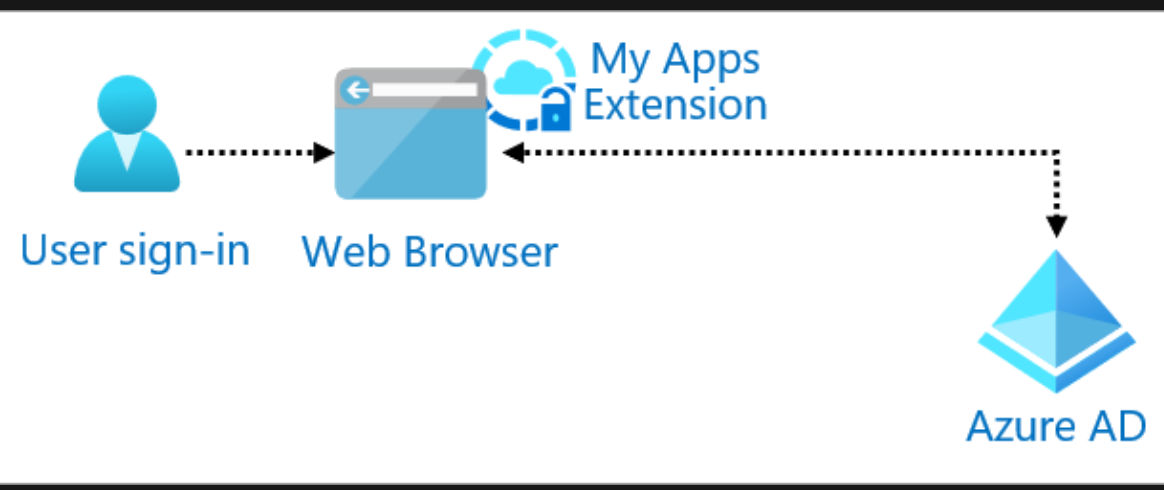 My Apps
Extension
User sign-in
Web Browser
Azure AD